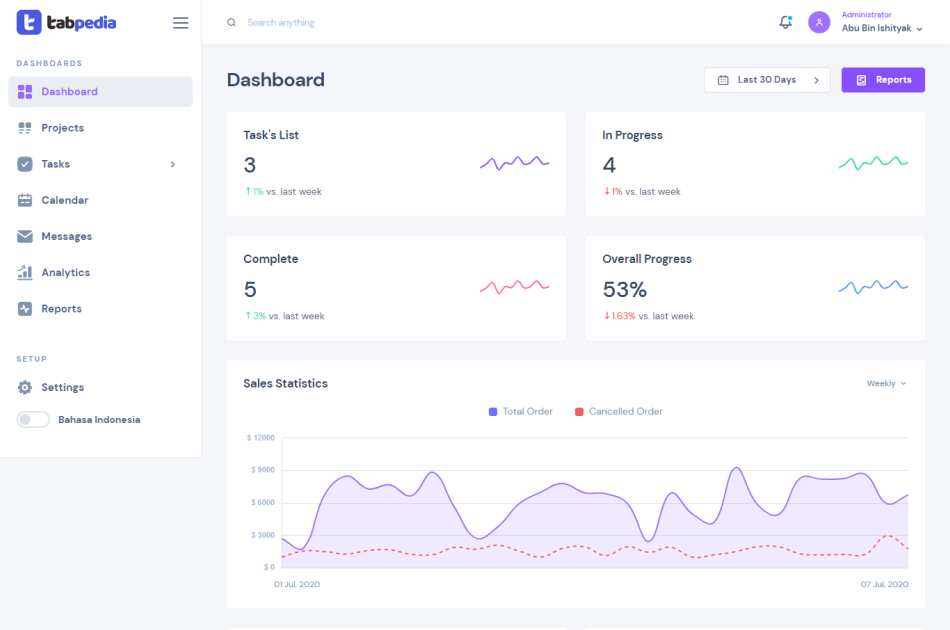 tabpedia
Search anything
Administrator
Abu Bin Ishityak
DASHBOARDS
Dashboard
Projects
Tasks
Calendar
Messages
Analytics
Reports
SETUP
Settings
Bahasa Indonesia
Dashboard
Last 30 Days
Reports
Task's List
3
↑1% vs. last week
In Progress
4
↓1% vs. last week
Complete
5
↑3% vs. last week
Overall Progress
53%
↓1.63% vs. last week
Sales Statistics
Weekly
Total Order
Cancelled Order
$ 12000
$ 9000
$ 6000
$ 3000
$ 0
01 Jul, 2020
07 Jul, 2020